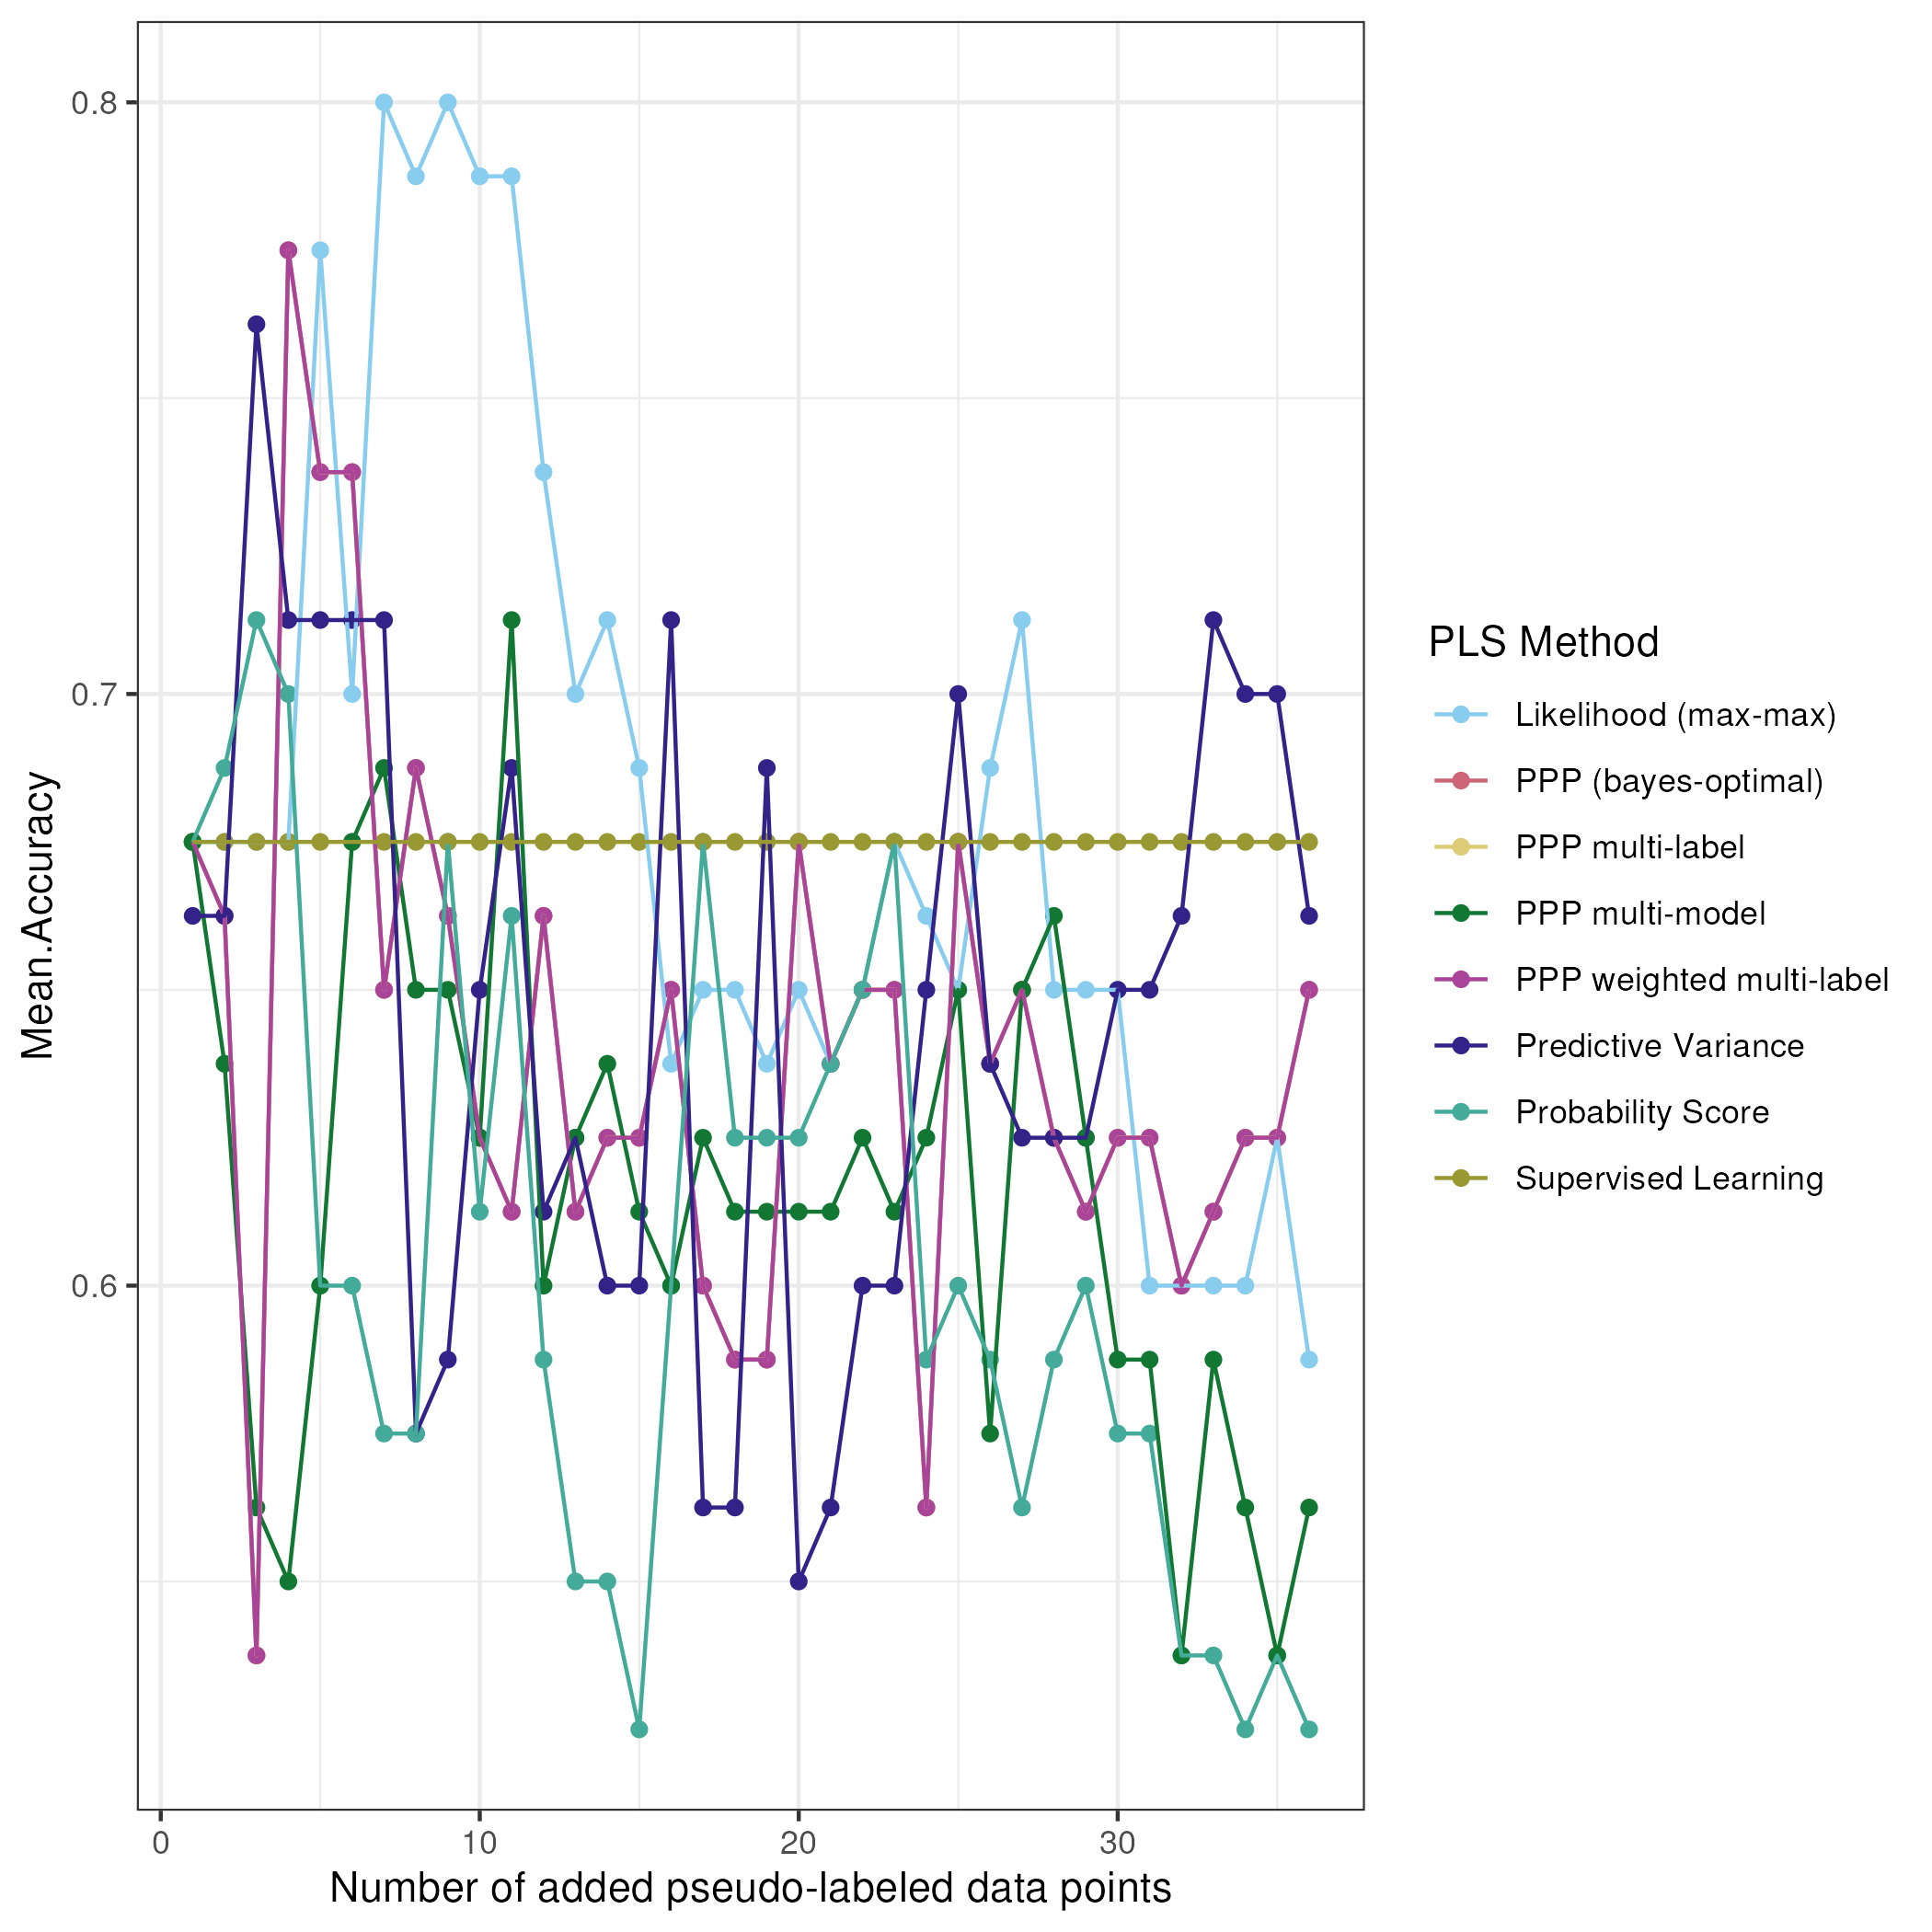 0.8
0.7
0.6
Mean.Accuracy
0 10 20 30
Number of added pseudo-labeled data points
PLS Method
Likelihood (max-max)
PPP (bayes-optimal)
PPP multi-label
PPP multi-model
PPP weighted multi-label
Predictive Variance
Probability Score
Supervised Learning